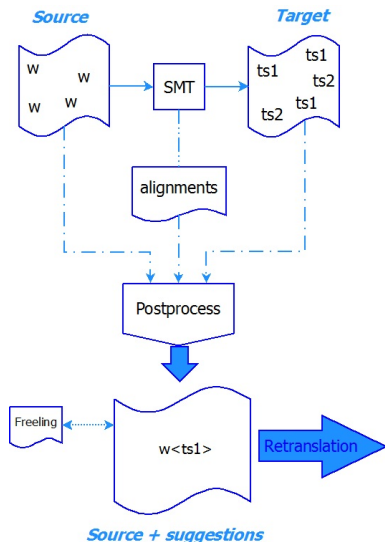 Source
Target
w
w
w
w
SMT
ts1
ts1
ts2
ts1
ts2
alignments
Postprocess
Freeling
w<ts1>
Retranslation
Source + suggestions